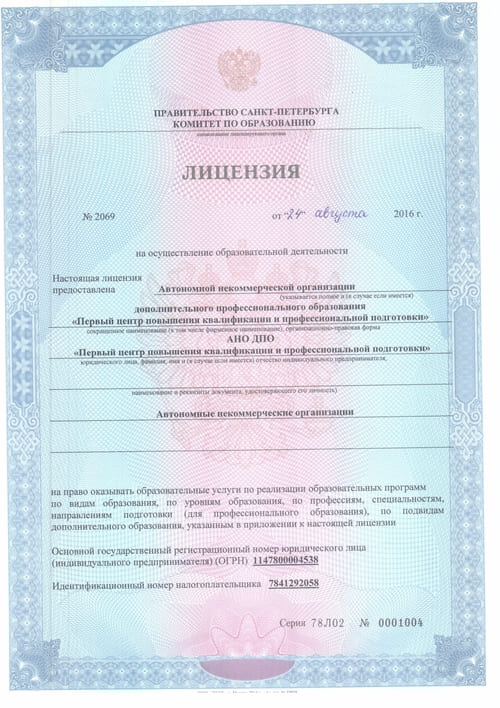 ПРАВИТЕЛЬСТВО САНКТ-ПЕТЕРБУРГА
КОМИТЕТ ПО ОБРАЗОВАНИЮ
наименование лицензирующего органа
ЛИЦЕНЗИЯ
№ 2069 от "24" августа 2016 г.
на осуществление образовательной деятельности
Настоящая лицензия
предоставлена Автономной некоммерческой организации
(указывается полное и (в случае если имеется)
дополнительного профессионального образования
«Первый центр повышения квалификации и профессиональной подготовки»
сокращенное наименование (в том числе фирменное наименование), организационно-правовая форма
АНО ДПО
«Первый центр повышения квалификации и профессиональной подготовки»
юридического лица, фамилия, имя и (в случае если имеется) отчество индивидуального предпринимателя,
наименование и реквизиты документа, удостоверяющего его личность)
Автономные некоммерческие организации
на право оказывать образовательные услуги по реализации образовательных программ
по видам образования, по уровням образования, по профессиям, специальностям,
направлениям подготовки (для профессионального образования), по подвидам
дополнительного образования, указанным в приложении к настоящей лицензии
Основной государственный регистрационный номер юридического лица
(индивидуального предпринимателя) (ОГРН) 1147800004538
Идентификационный номер налогоплательщика 7841292058
Серия 78Л02 № 0001004